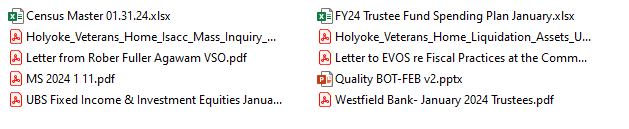 Census Master 01.31.24.xlsx
FY24 Trustee Fund Spending Plan January.xlsx
Holyoke_Veterans_Home_Isacc_Mass_Inquiry_...
Holyoke_Veterans_Home_Liquidation_Assets_U...
Letter from Rober Fuller Agawam VSO.pdf
Letter to EVOS re Fiscal Practices at the Comm...
MS 2024 1 11.pdf
Quality BOT-FEB v2.pptx
UBS Fixed Income & Investment Equities Janua...
Westfield Bank- January 2024 Trustees.pdf